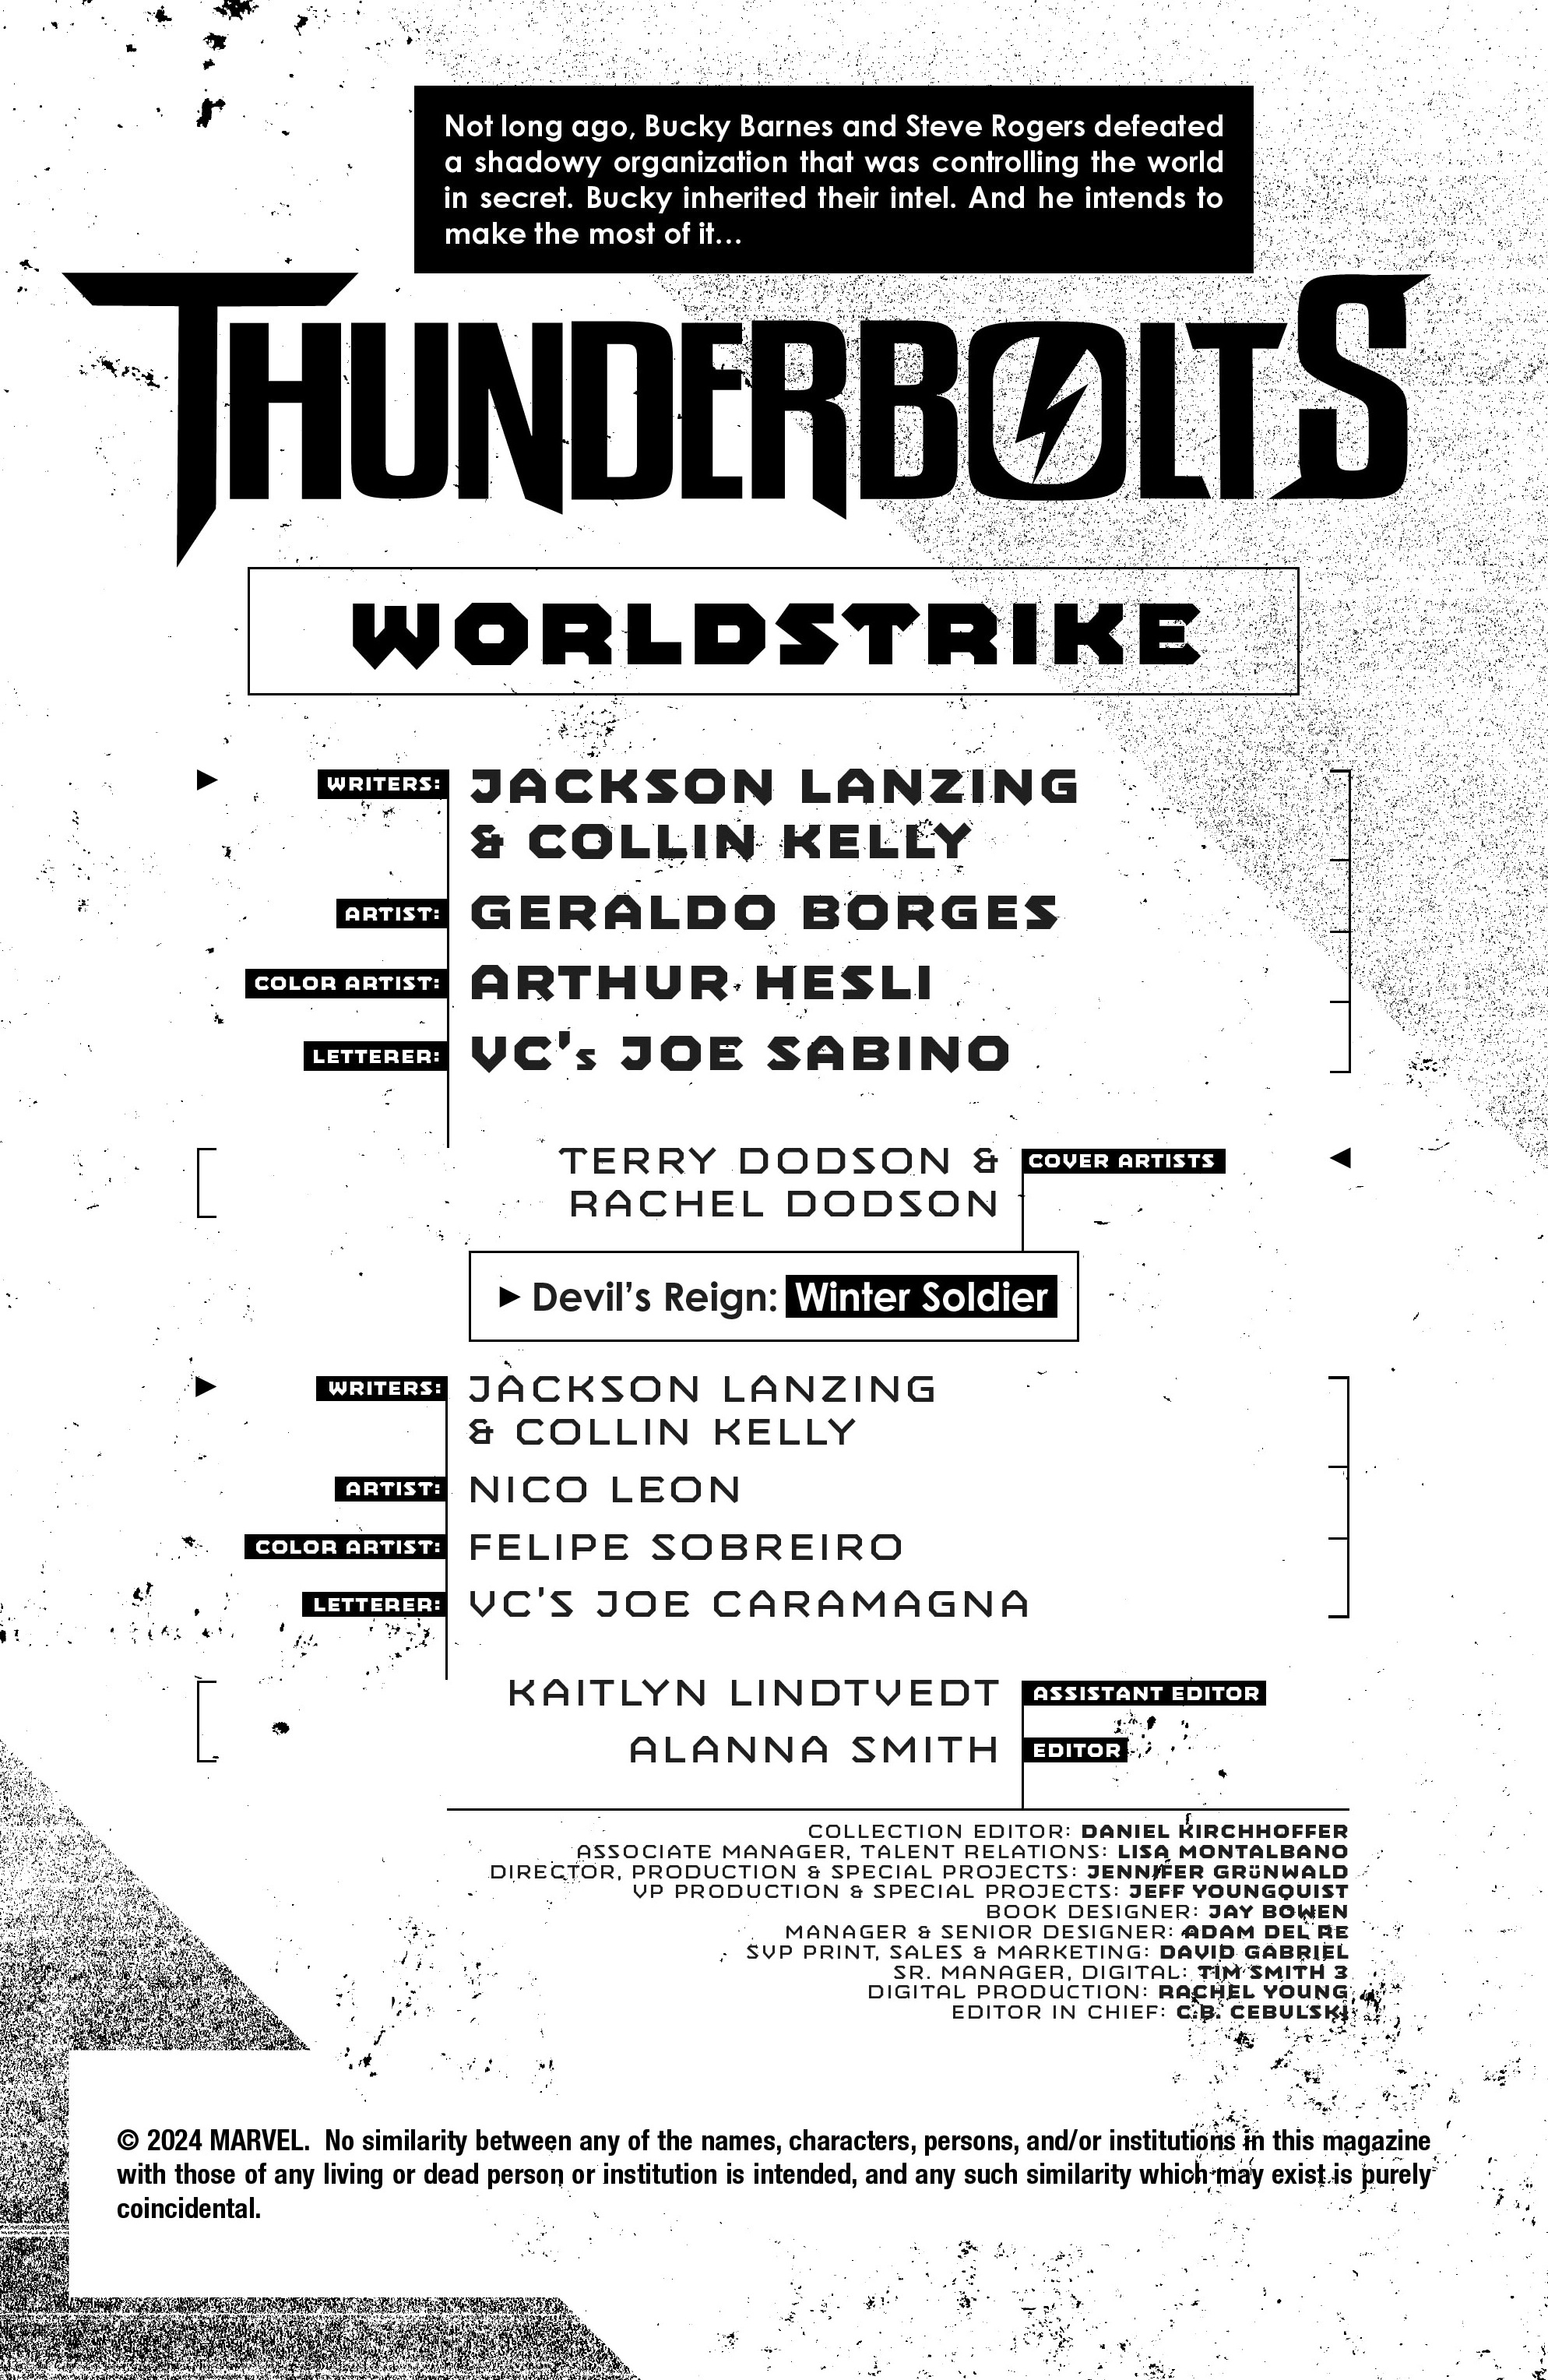 Not long ago, Bucky Barnes and Steve Rogers defeated
a shadowy organization that was controlling the world
in secret. Bucky inherited their intel. And he intends to
make the most of it...
THUNDERBOLTS
WORLDSTRIKE
WRITERS: JACKSON LANZING
& COLLIN KELLY
ARTIST: GERALDO BORGES
COLOR ARTIST: ARTHUR HESLI
LETTERER: VC's JOE SABINO
TERRY DODSON & COVER ARTISTS
RACHEL DODSON
Devil's Reign: Winter Soldier
WRITERS: JACKSON LANZING
& COLLIN KELLY
ARTIST: NICO LEON
COLOR ARTIST: FELIPE SOBREIRO
LETTERER: VC'S JOE CARAMAGNA
KAITLYN LINDTVEDT ASSISTANT EDITOR
ALANNA SMITH EDITOR
COLLECTION EDITOR: DANIEL KIRCHHOFFER
ASSOCIATE MANAGER, TALENT RELATIONS: LISA MONTALBANO
DIRECTOR, PRODUCTION & SPECIAL PROJECTS: JENNIFER GRÜNWALD
VP PRODUCTION & SPECIAL PROJECTS: JEFF YOUNGQUIST
BOOK DESIGNER: JAY BOWEN
MANAGER & SENIOR DESIGNER: ADAM DEL RE
SVP PRINT, SALES & MARKETING: DAVID GABRIEL
SR. MANAGER, DIGITAL: TIM SMITH 3
DIGITAL PRODUCTION: RACHEL YOUNG
EDITOR IN CHIEF: C.B. CEBULSKI
© 2024 MARVEL. No similarity between any of the names, characters, persons, and/or institutions in this magazine
with those of any living or dead person or institution is intended, and any such similarity which may exist is purely
coincidental.